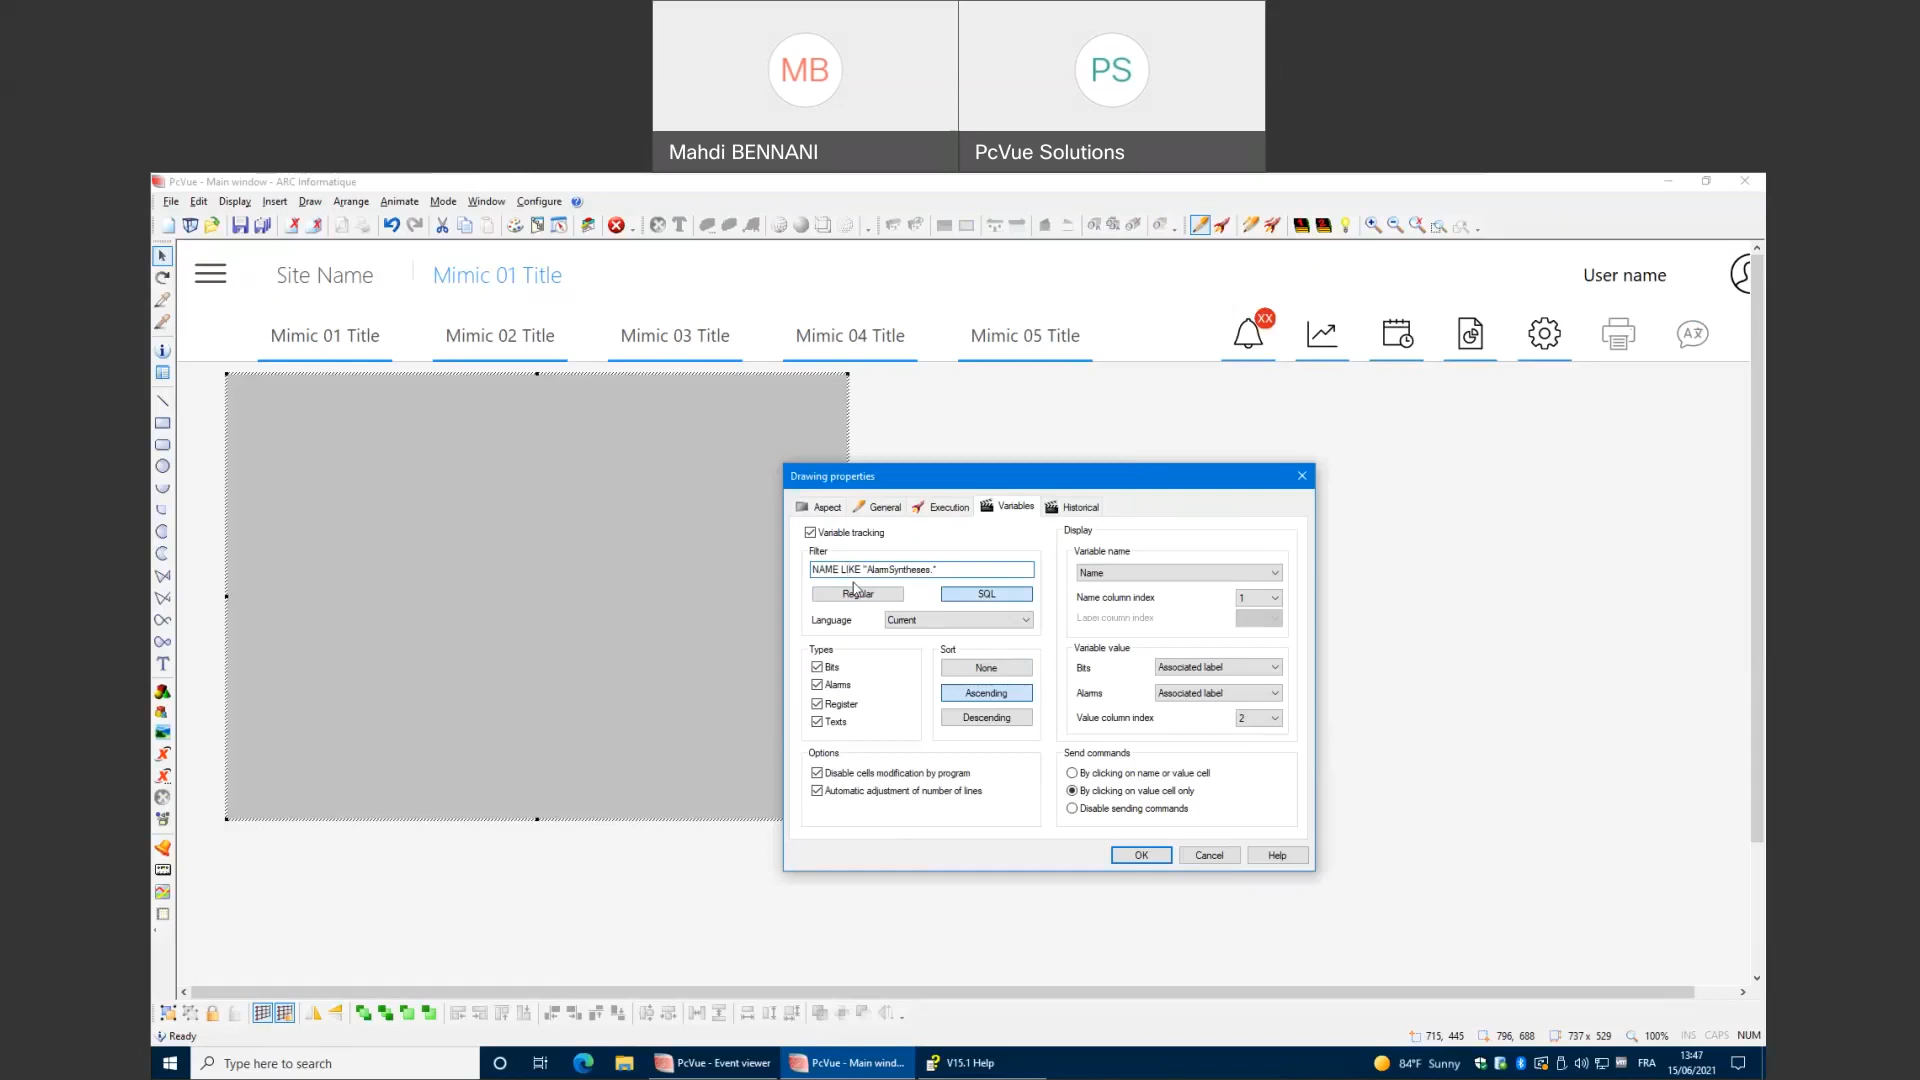 MB
PS
Mahdi BENNANI
PcVue Solutions
PcVue - Main window - ARC Informatique
File Edit Display Insert Draw Arrange Animate Mode Window Configure
Site Name
Mimic 01 Title
User name
Mimic 01 Title
Mimic 02 Title
Mimic 03 Title
Mimic 04 Title
Mimic 05 Title
XX
Drawing properties
Aspect General Execution Variables Historical
Variable tracking
Filter
NAME LIKE "AlarmSyntheses.*
Regular
SQL
Language
Current
Types
Bits
Alarms
Register
Texts
Sort
None
Ascending
Descending
Options
Disable cells modification by program
Automatic adjustment of number of lines
Display
Variable name
Name
Name column index
1
Label column index
Variable value
Bits
Associated label
Alarms
Associated label
Value column index
2
Send commands
By clicking on name or value cell
By clicking on value cell only
Disable sending commands
OK
Cancel
Help
Ready
715, 445
796, 688
737 x 529
100%
INS CAPS NUM
Type here to search
PcVue - Event viewer
PcVue - Main wind...
V15.1 Help
84°F Sunny
FRA
13:47
15/06/2021